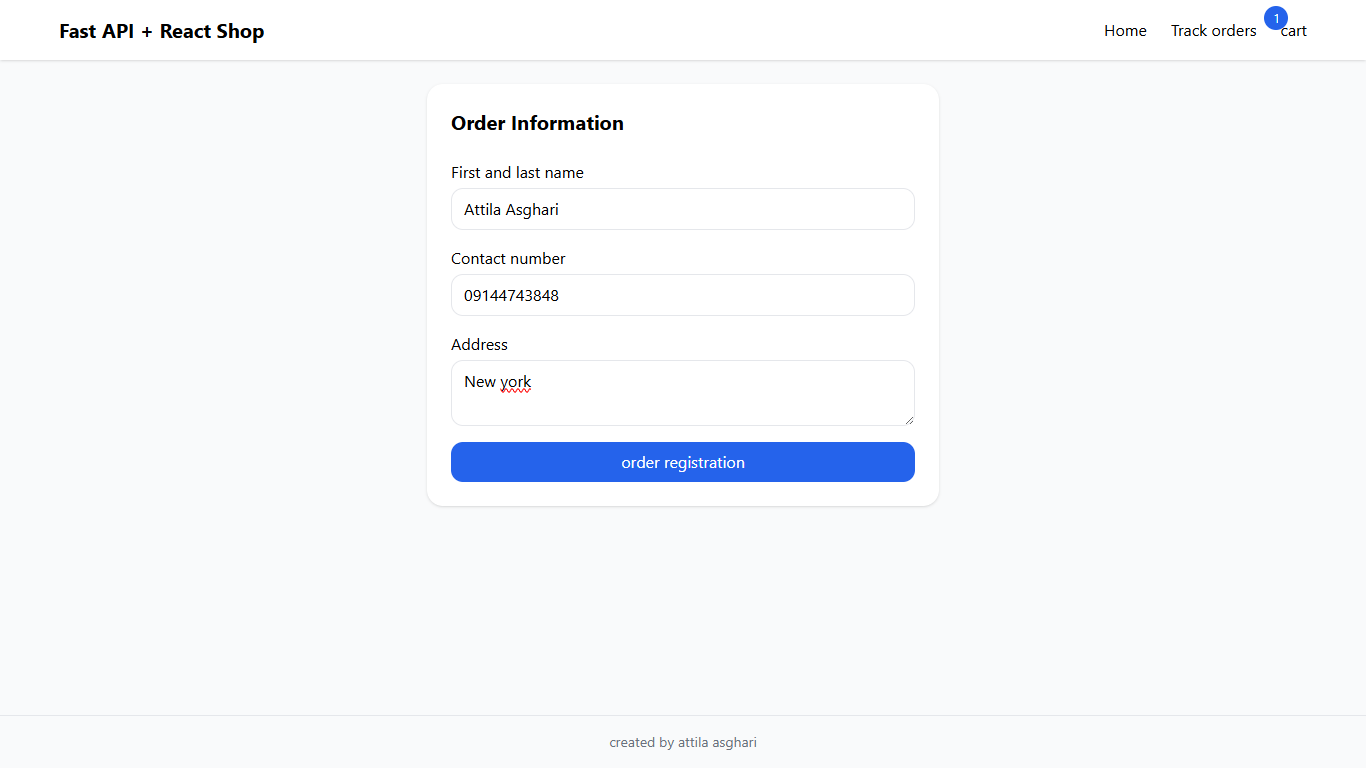 Fast API + React Shop
Home
Track orders
1
cart
Order Information
First and last name
Attila Asghari
Contact number
09144743848
Address
New york
order registration
created by attila asghari